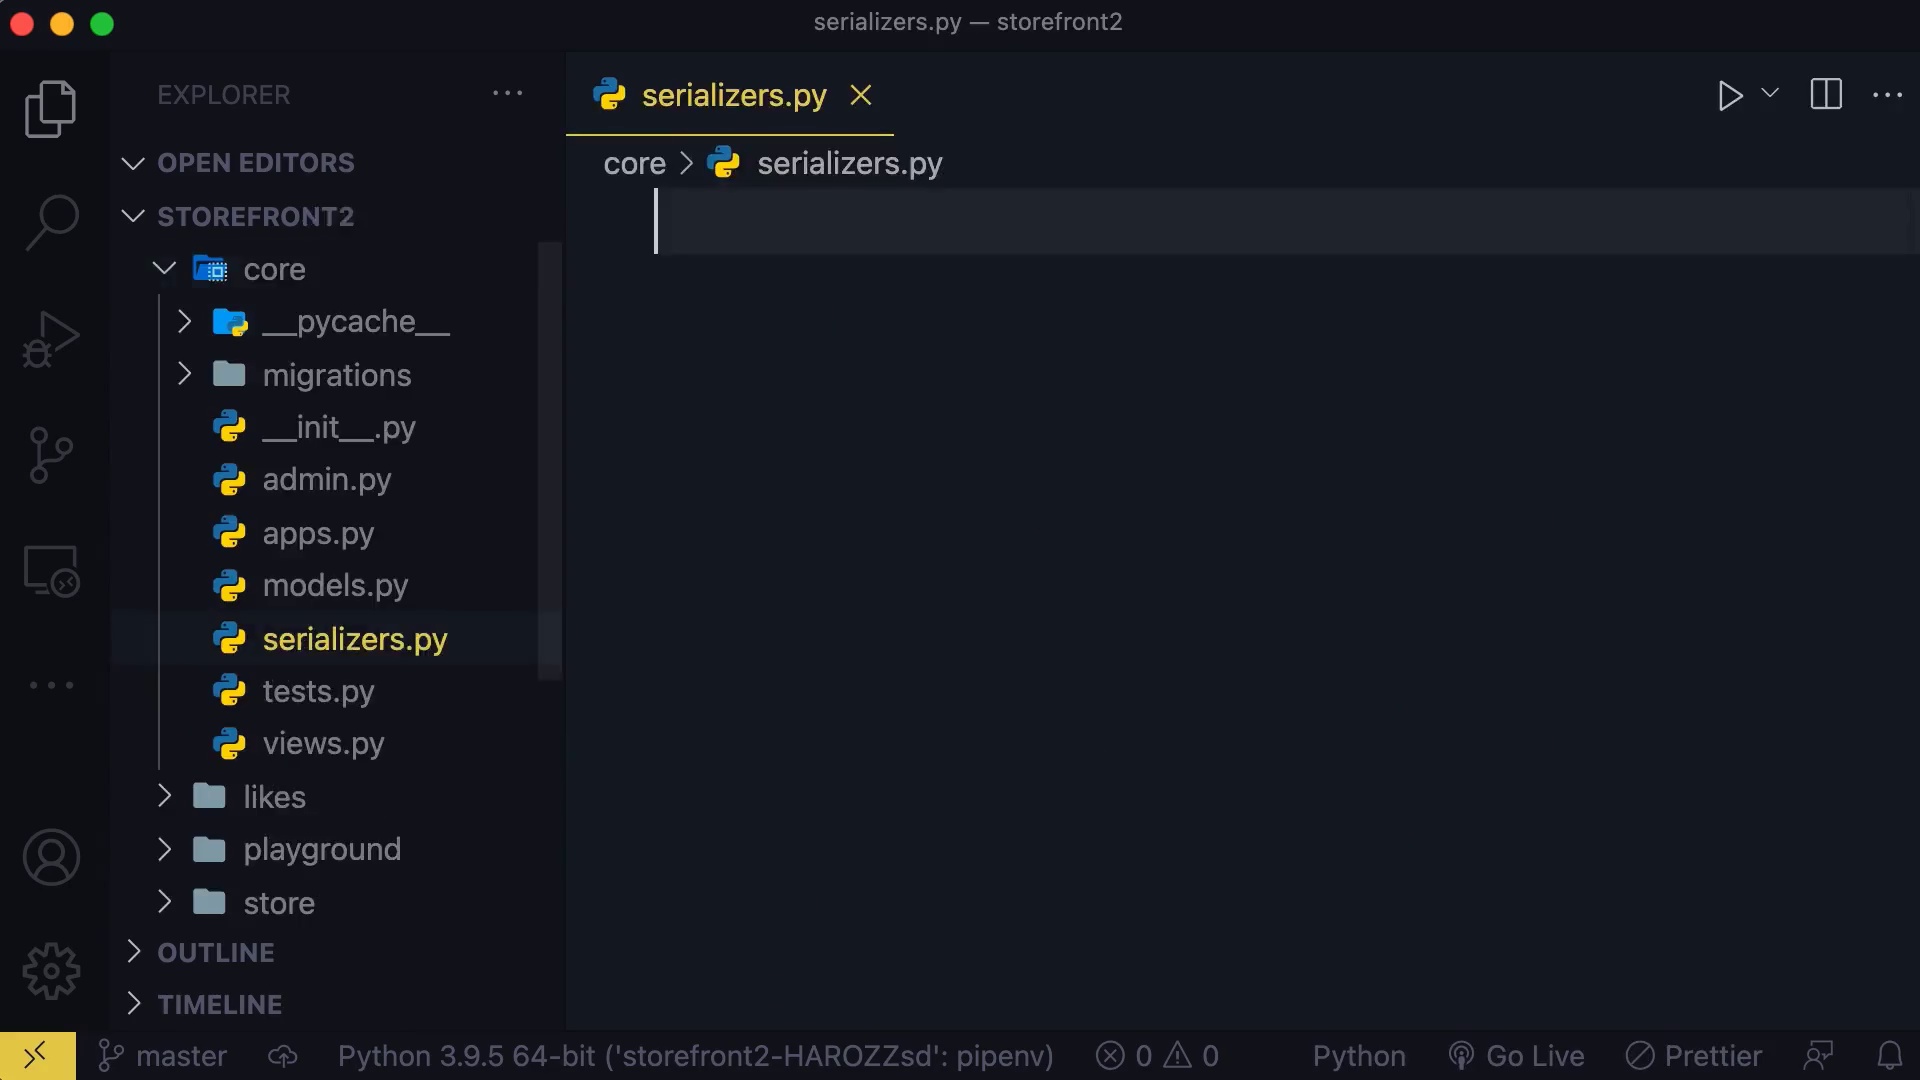 serializers.py — storefront2
EXPLORER
OPEN EDITORS
STOREFRONT2
core
__pycache__
migrations
__init__.py
admin.py
apps.py
models.py
serializers.py
tests.py
views.py
likes
playground
store
OUTLINE
TIMELINE
serializers.py
core > serializers.py
master
Python 3.9.5 64-bit ('storefront2-HAROZZsd': pipenv)
0 0
Python
Go Live
Prettier